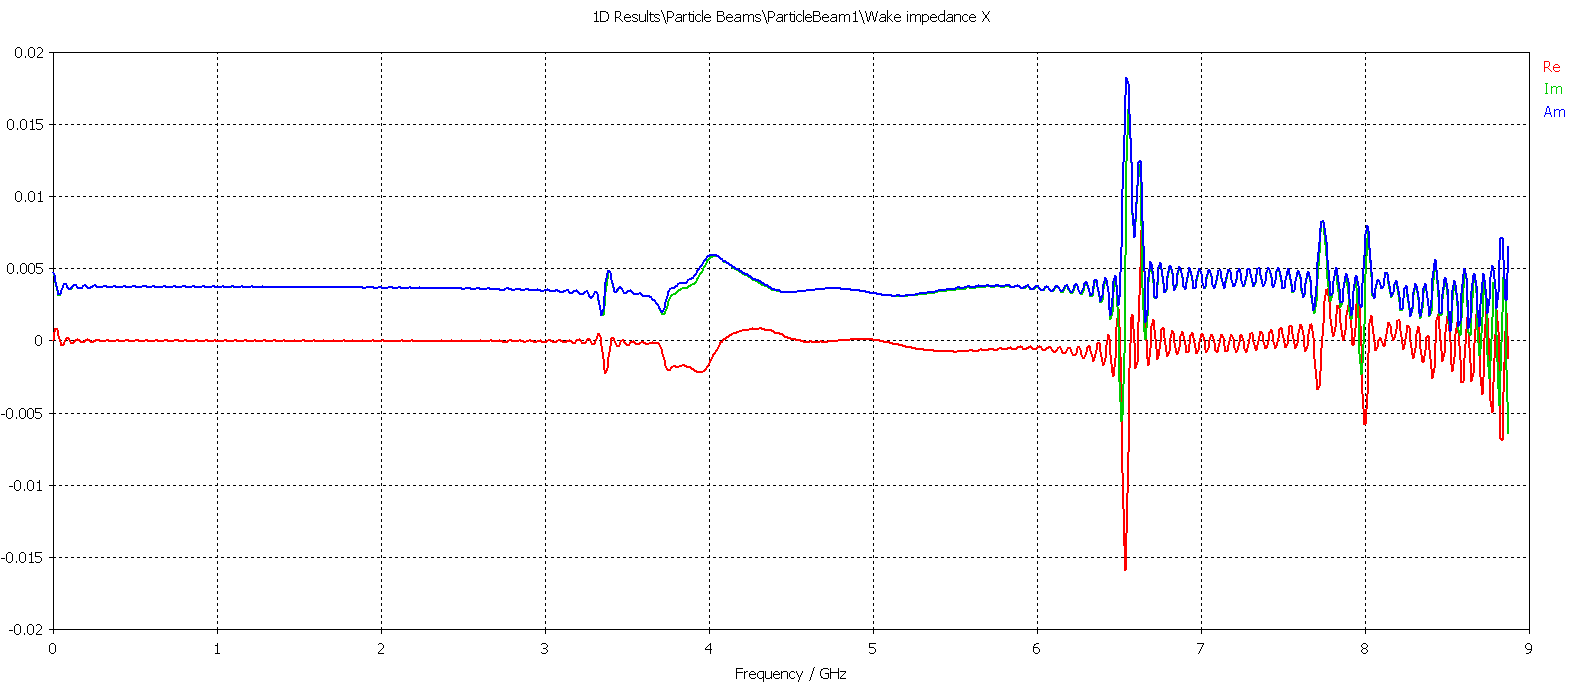 1D Results\Particle Beams\ParticleBeam1\Wake impedance X
0.02
0.015
0.01
0.005
0
-0.005
-0.01
-0.015
-0.02
0 1 2 3 4 5 6 7 8 9
Frequency / GHz
Re
Im
Am